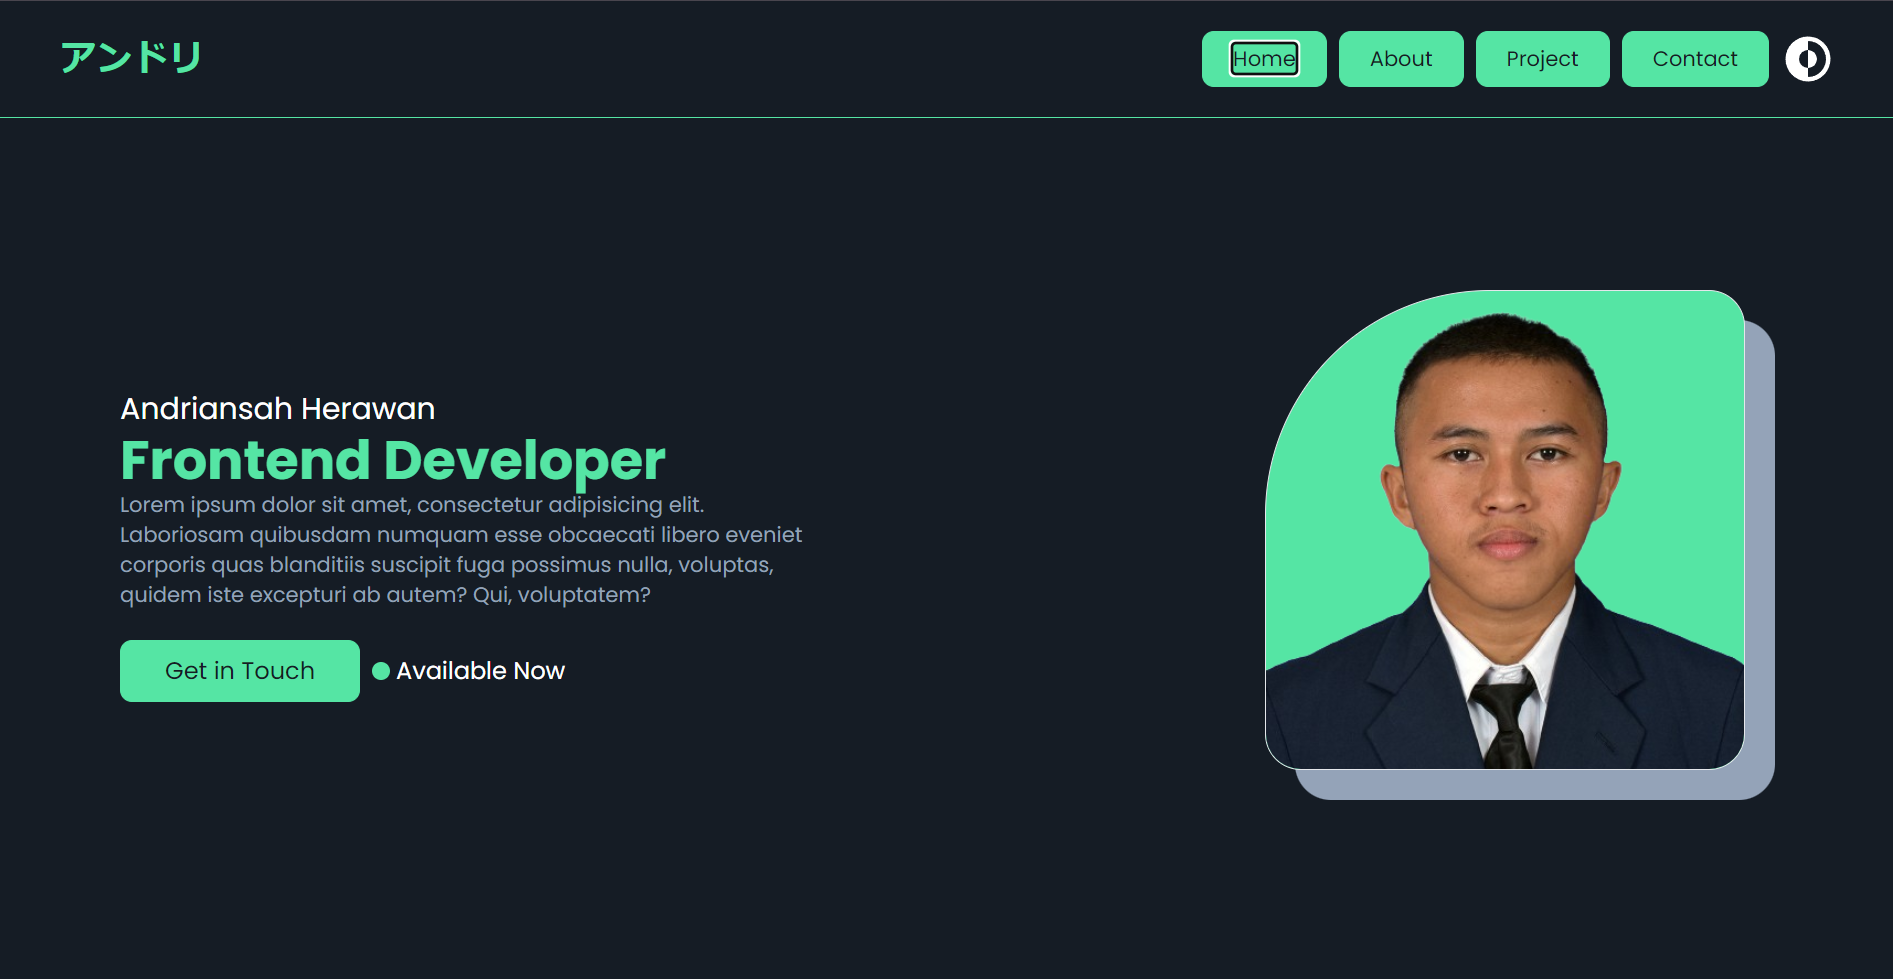 アンドリ
Home About Project Contact
Andriansah Herawan
Frontend Developer
Lorem ipsum dolor sit amet, consectetur adipisicing elit.
Laboriosam quibusdam numquam esse obcaecati libero eveniet
corporis quas blanditiis suscipit fuga possimus nulla, voluptas,
quidem iste excepturi ab autem? Qui, voluptatem?
Get in Touch Available Now